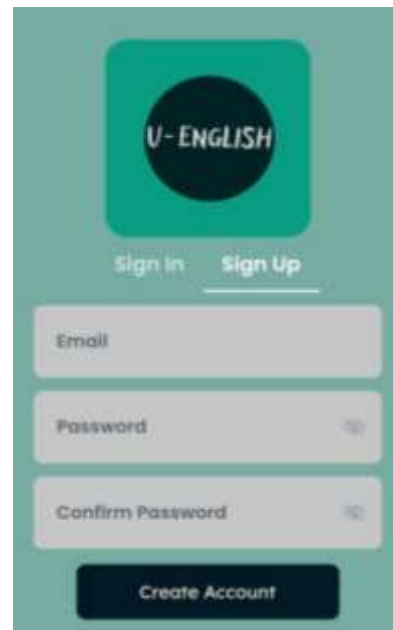 U-ENGLISH
Sign In Sign Up
Email
Password
Confirm Password
Create Account